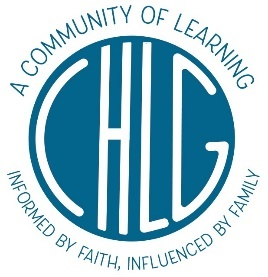 A COMMUNITY OF LEARNING
CHLG
INFORMED BY FAITH, INFLUENCED BY FAMILY